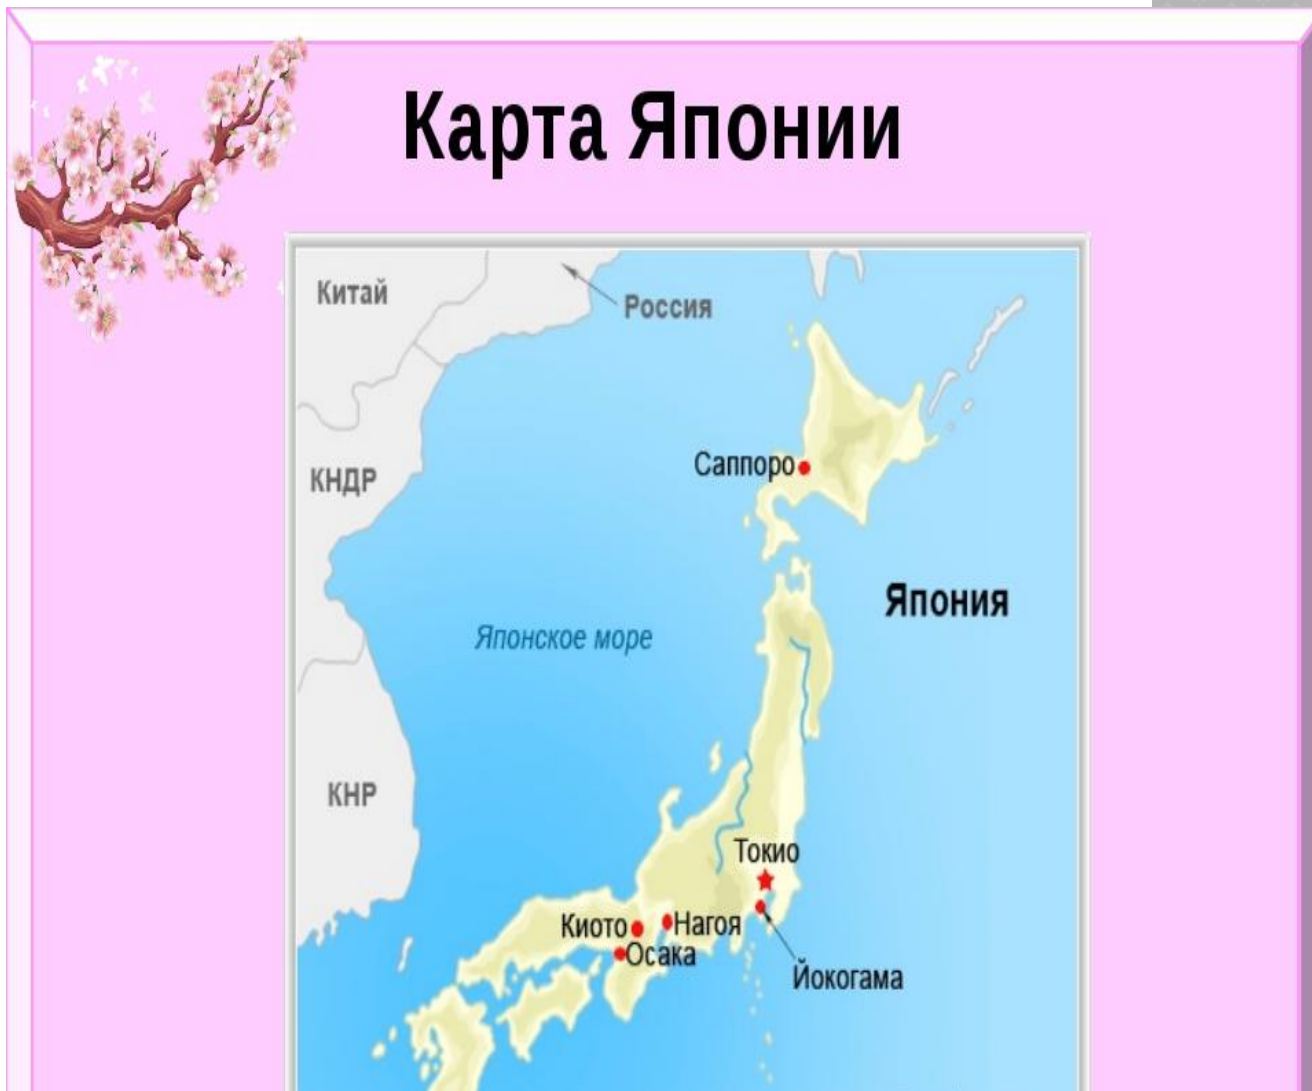 Карта Японии
Китай
Россия
Саппоро
КНДР
Япония
Японское море
КНР
Токио
Киото
Нагоя
Осака
Йокогама